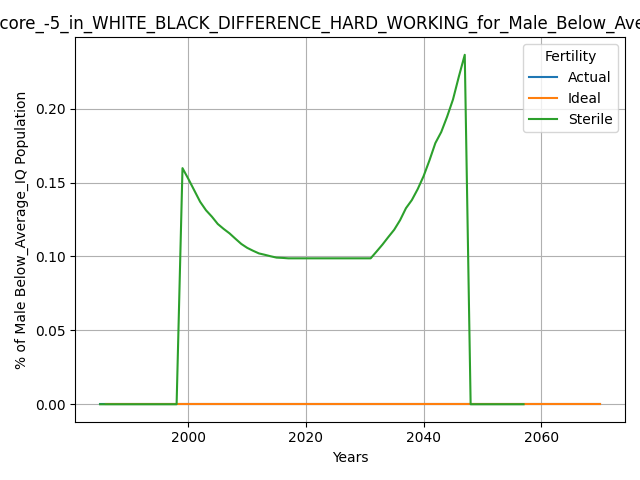 core_-5_in_WHITE_BLACK_DIFFERENCE_HARD_WORKING_for_Male_Below_Ave
Fertility
Actual
Ideal
Sterile
% of Male Below_Average_IQ Population
0.20
0.15
0.10
0.05
0.00
2000 2020 2040 2060
Years